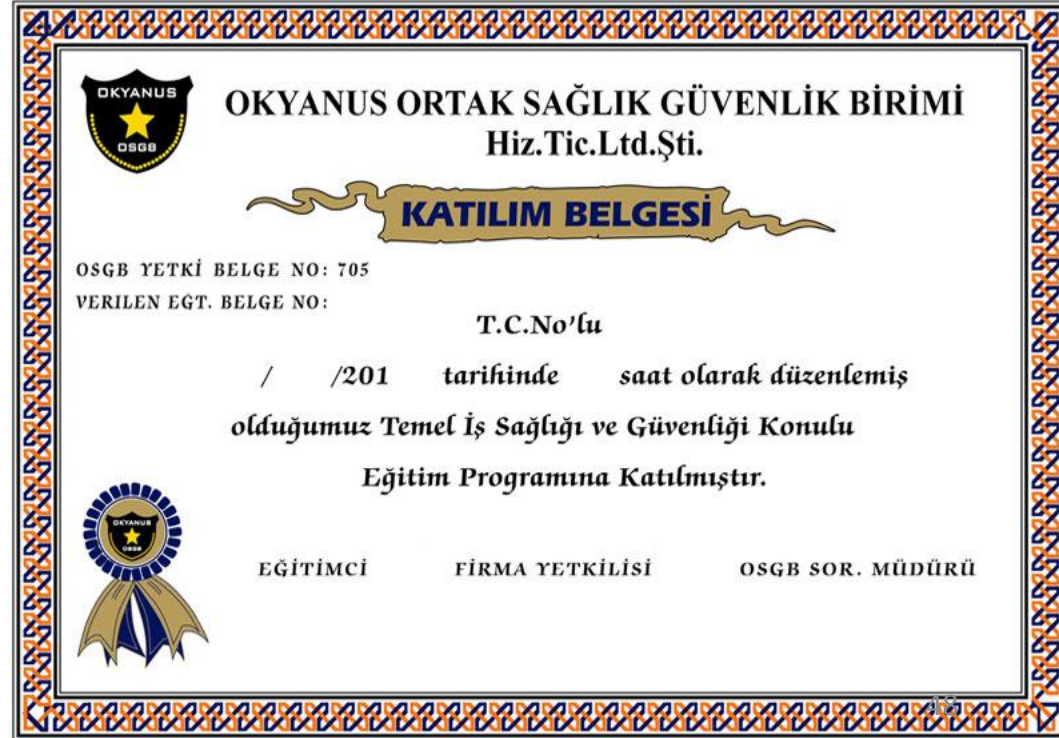 OKYANUS
OSGB
OKYANUS ORTAK SAĞLIK GÜVENLİK BİRİMİ
Hiz.Tic.Ltd.Şti.
KATILIM BELGESİ
OSGB YETKİ BELGE NO: 705
VERILEN EĞT. BELGE NO:
T.C.No'lu
/ /201 tarihinde saat olarak düzenlemiş
olduğumuz Temel İş Sağlığı ve Güvenliği Konulu
Eğitim Programına Katılmıştır.
OKYANUS
OSGB
EĞİTİMCİ FİRMA YETKİLİSİ OSGB SOR. MÜDÜRÜ
48